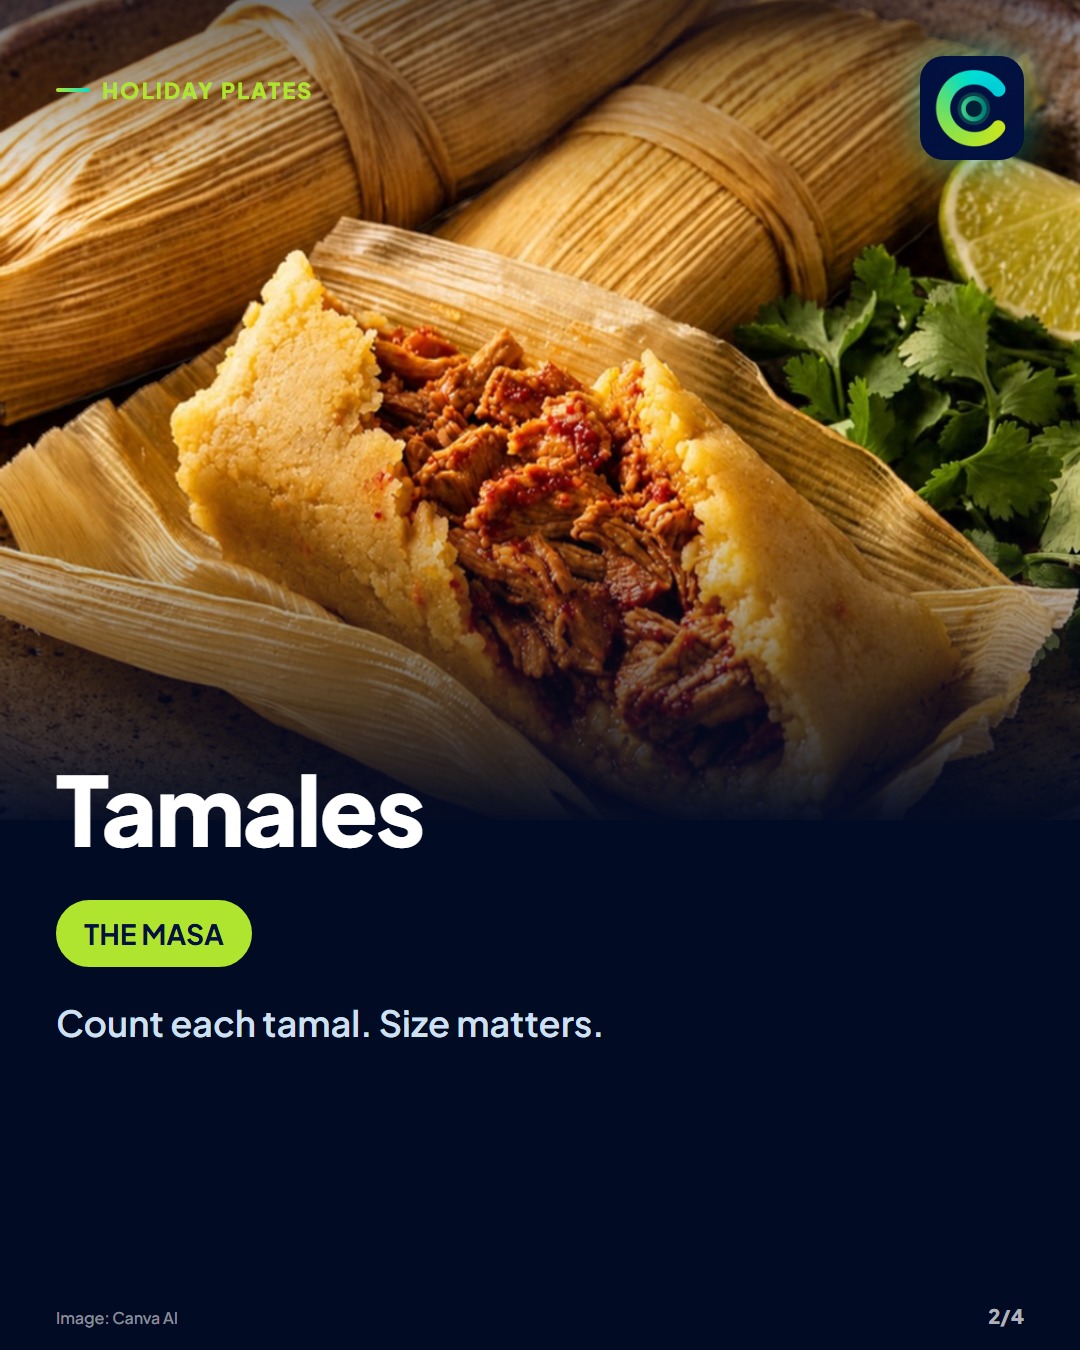 HOLIDAY PLATES
Tamales
THE MASA
Count each tamal. Size matters.
Image: Canva AI
2/4